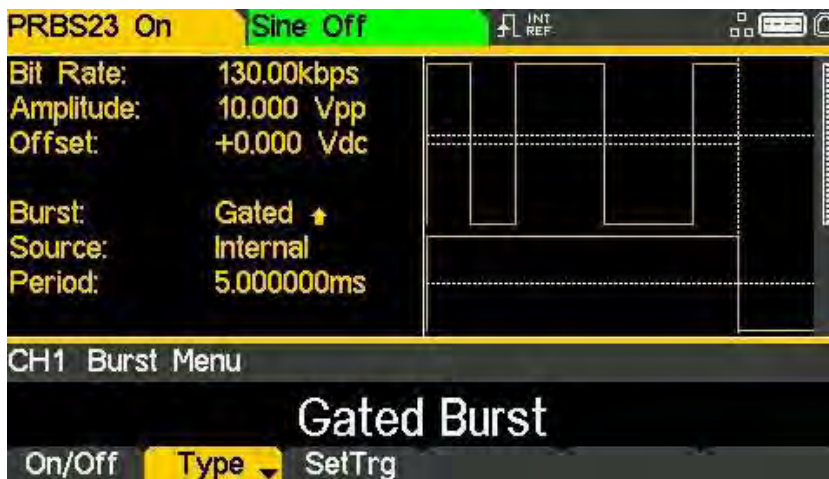 PRBS23 On Sine Off INT REF
Bit Rate: 130.00kbps
Amplitude: 10.000 Vpp
Offset: +0.000 Vdc
Burst: Gated
Source: Internal
Period: 5.000000ms
CH1 Burst Menu
Gated Burst
On/Off Type SetTrg